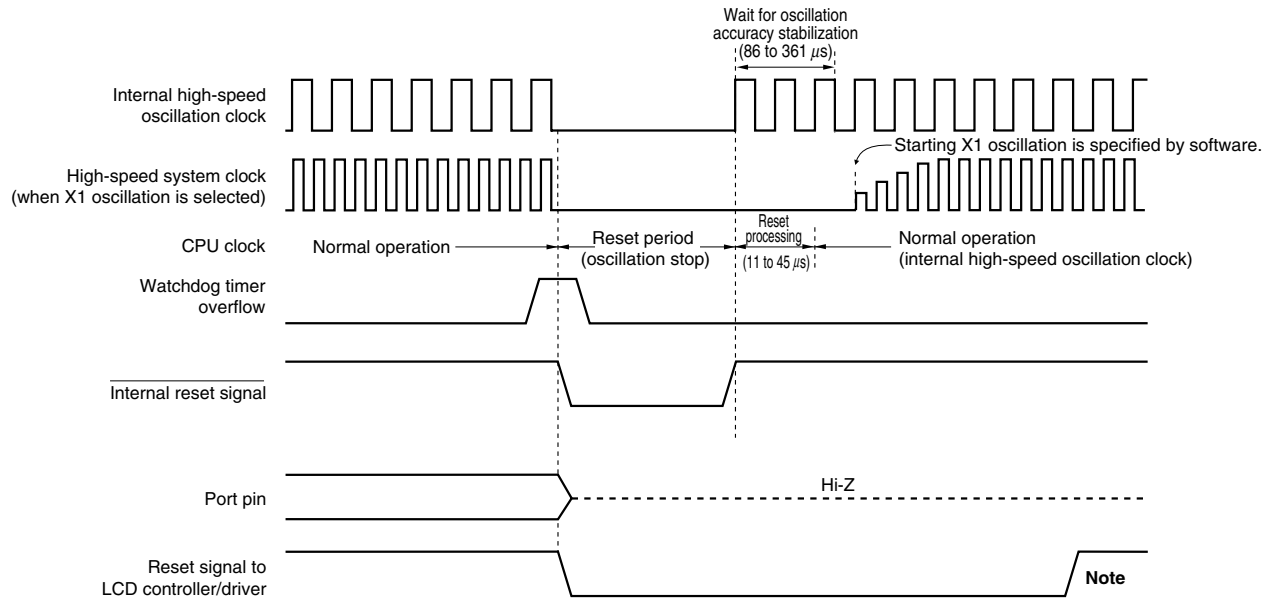 Wait for oscillation
accuracy stabilization
(86 to 361 μs)
Internal high-speed
oscillation clock
Starting X1 oscillation is specified by software.
High-speed system clock
(when X1 oscillation is selected)
CPU clock
Normal operation
Reset period
(oscillation stop)
Reset
processing
(11 to 45 μs)
Normal operation
(internal high-speed oscillation clock)
Watchdog timer
overflow
Internal reset signal
Port pin
Hi-Z
Reset signal to
LCD controller/driver
Note